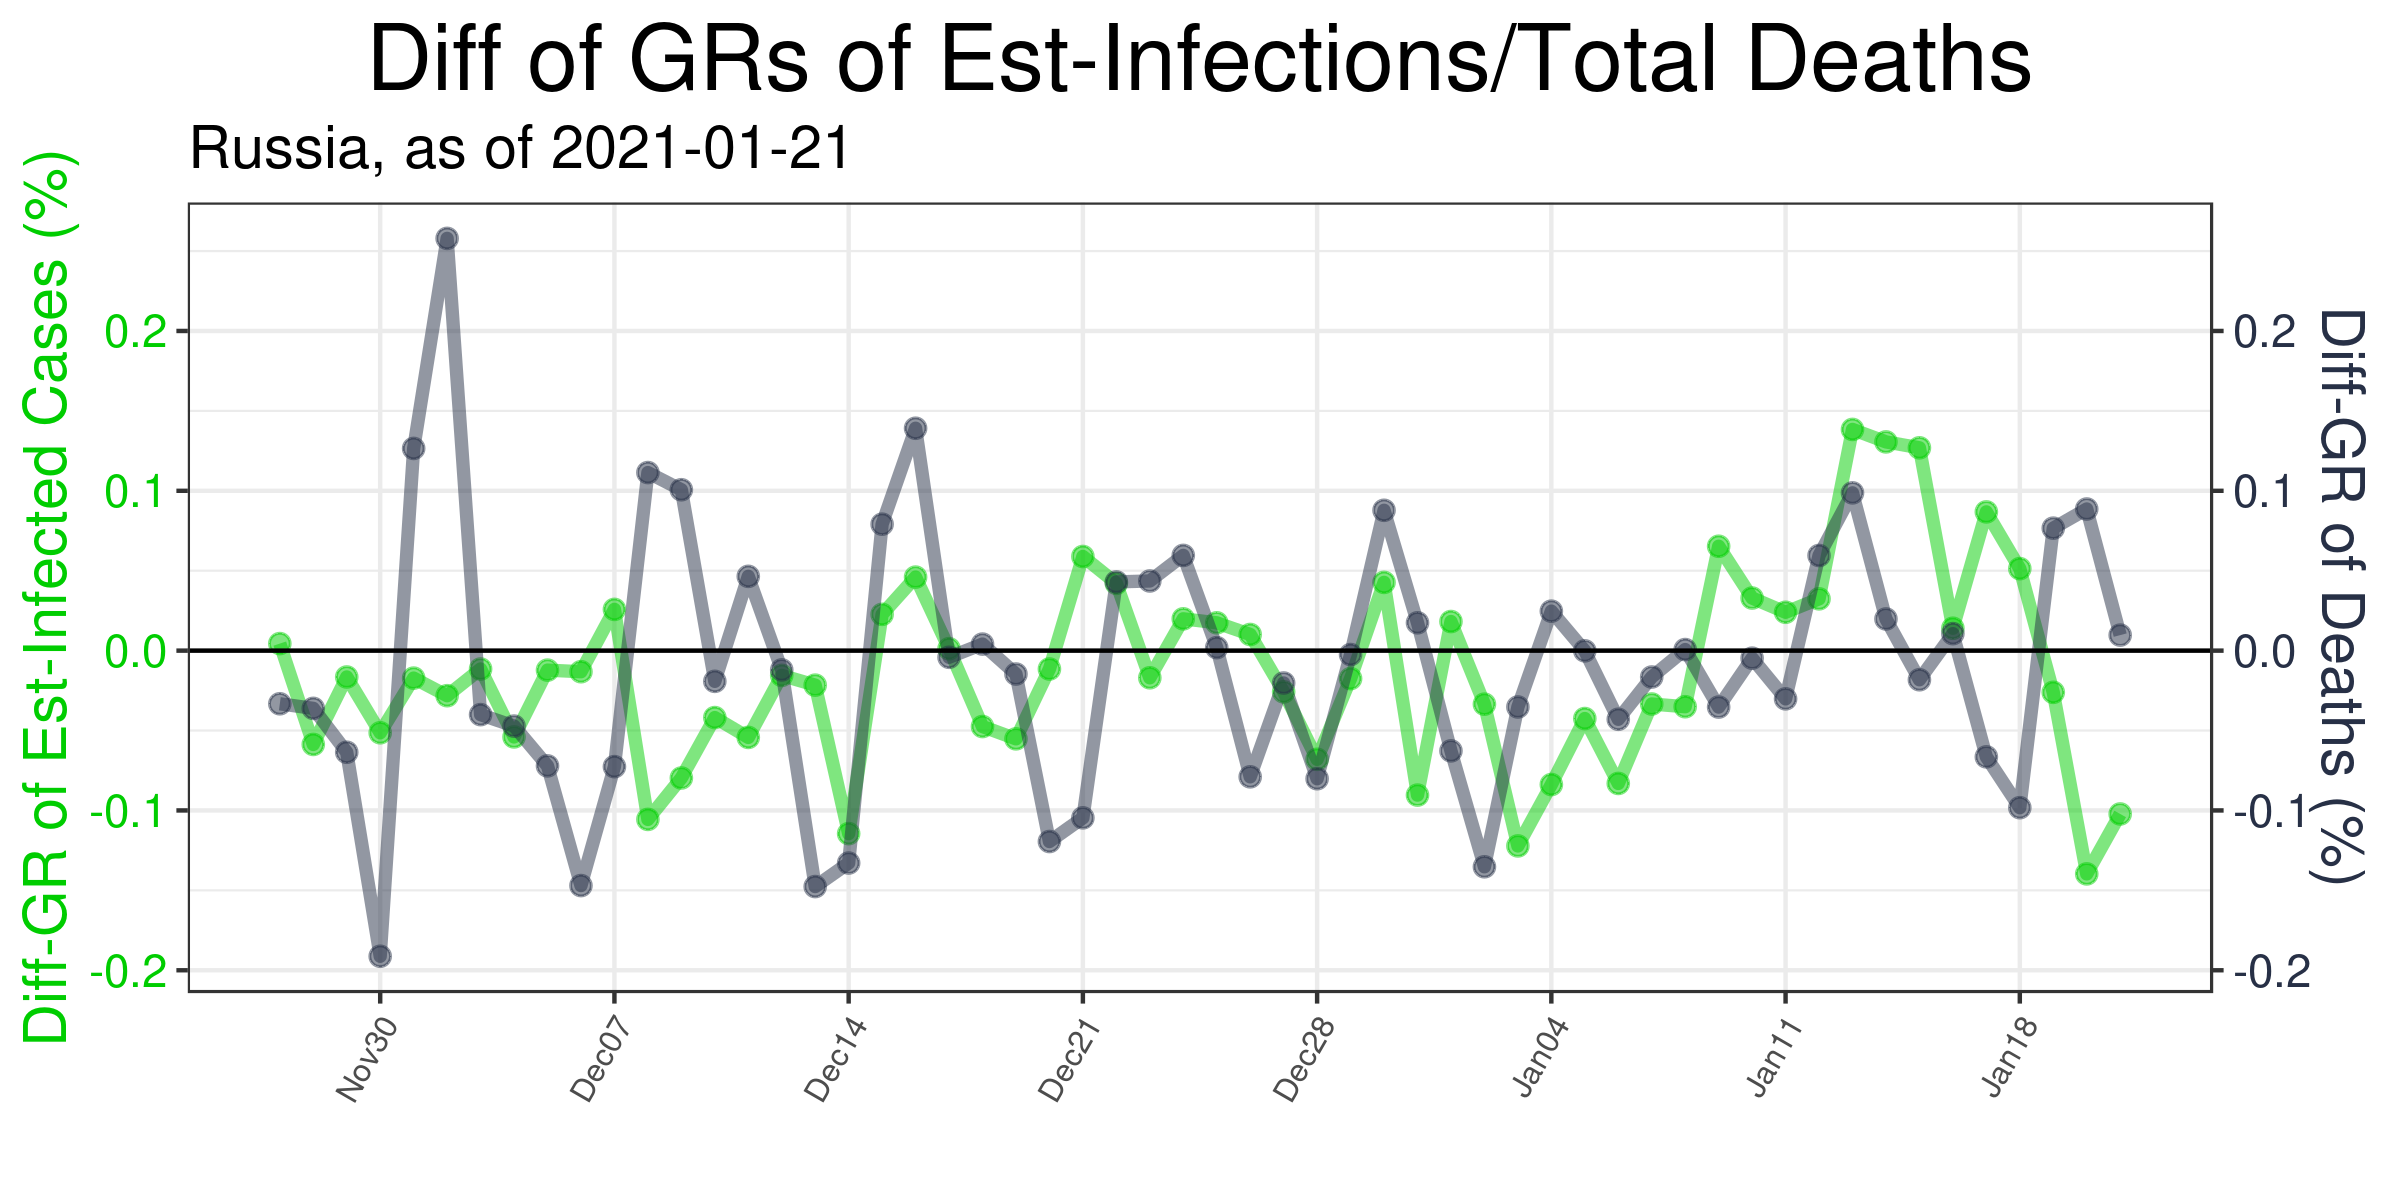 Diff of GRs of Est-Infections/Total Deaths
Russia, as of 2021-01-21
Diff-GR of Est-Infected Cases (%)
0.2
0.1
0.0
-0.1
-0.2
0.2
0.1
0.0
-0.1
-0.2
Diff-GR of Deaths (%)
Nov30
Dec07
Dec14
Dec21
Dec28
Jan04
Jan11
Jan18